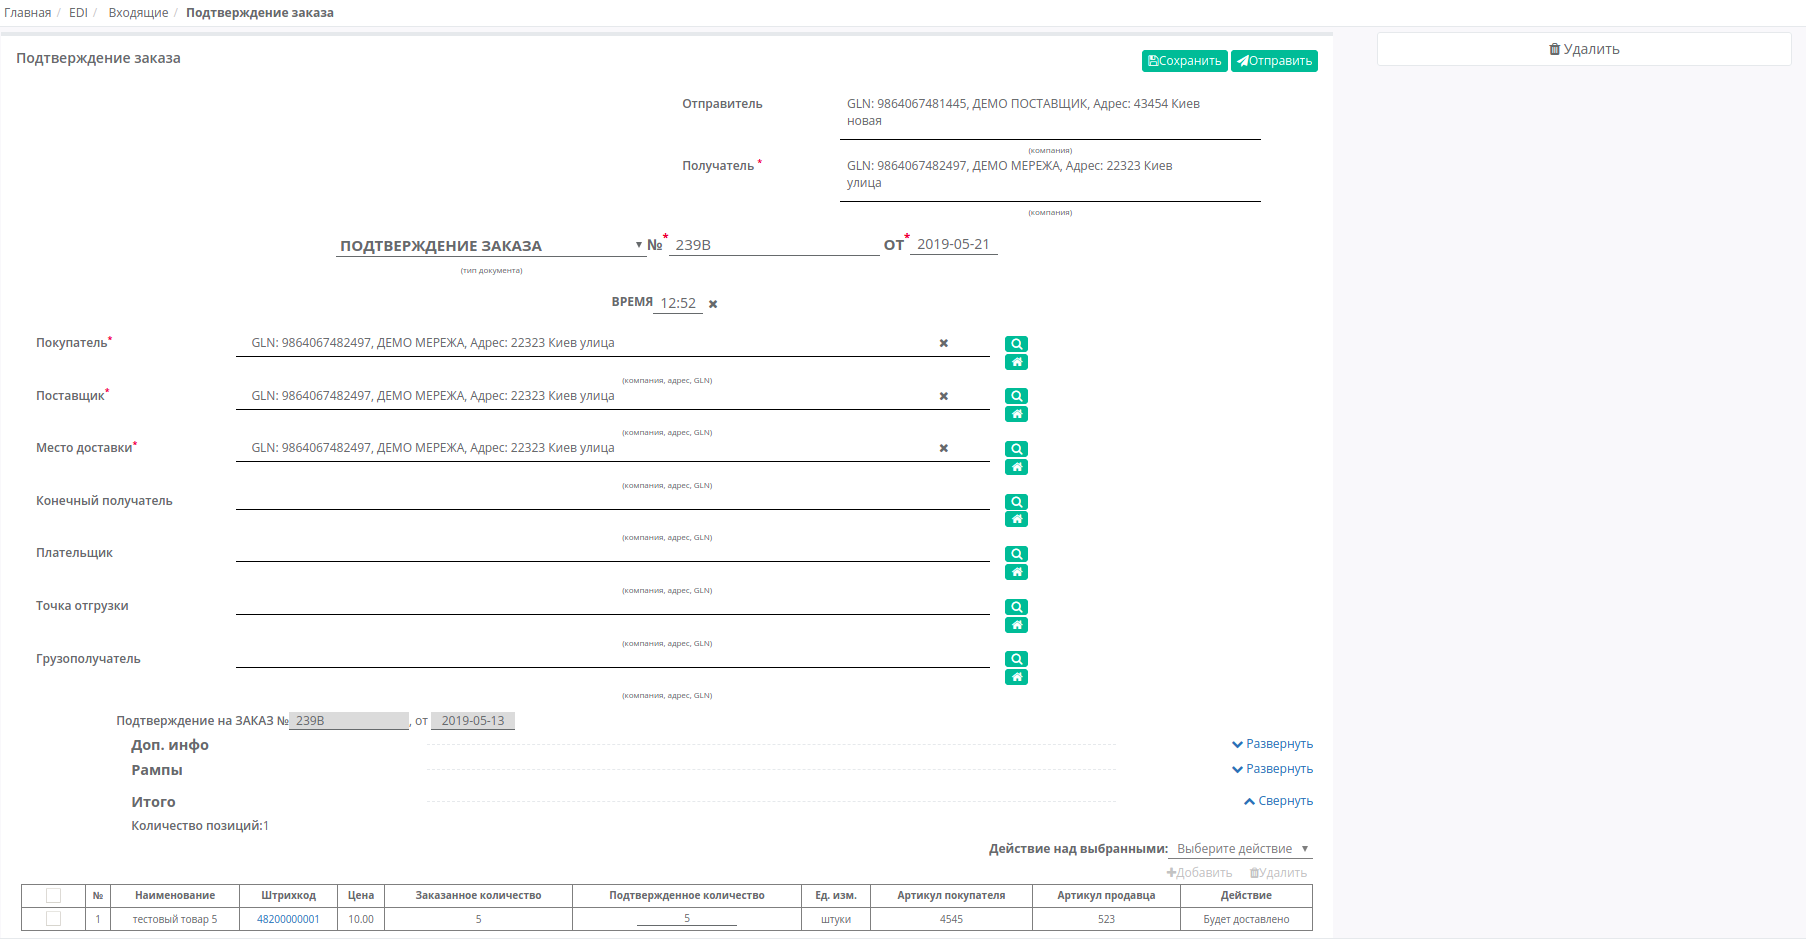 Главная / EDI / Входящие / Подтверждение заказа
Удалить
Подтверждение заказа
Сохранить Отправить
Отправитель GLN: 9864067481445, ДЕМО ПОСТАВЩИК, Адрес: 43454 Киев
новая
(компания)
Получатель * GLN: 9864067482497, ДЕМО МЕРЕЖА, Адрес: 22323 Киев
улица
(компания)
ПОДТВЕРЖДЕНИЕ ЗАКАЗА №* 239В ОТ* 2019-05-21
(тип документа)
ВРЕМЯ 12:52
Покупатель* GLN: 9864067482497, ДЕМО МЕРЕЖА, Адрес: 22323 Киев улица
(компания, адрес, GLN)
Поставщик* GLN: 9864067482497, ДЕМО МЕРЕЖА, Адрес: 22323 Киев улица
(компания, адрес, GLN)
Место доставки* GLN: 9864067482497, ДЕМО МЕРЕЖА, Адрес: 22323 Киев улица
(компания, адрес, GLN)
Конечный получатель
(компания, адрес, GLN)
Плательщик
(компания, адрес, GLN)
Точка отгрузки
(компания, адрес, GLN)
Грузополучатель
(компания, адрес, GLN)
Подтверждение на ЗАКАЗ № 239В , от 2019-05-13
Доп. инфо Развернуть
Рампы Развернуть
Итого Свернуть
Количество позиций:1
Действие над выбранными: Выберите действие
Добавить Удалить
№ Наименование Штрихкод Цена Заказанное количество Подтвержденное количество Ед. изм. Артикул покупателя Артикул продавца Действие
1 тестовый товар 5 48200000001 10.00 5 5 штуки 4545 523 Будет доставлено